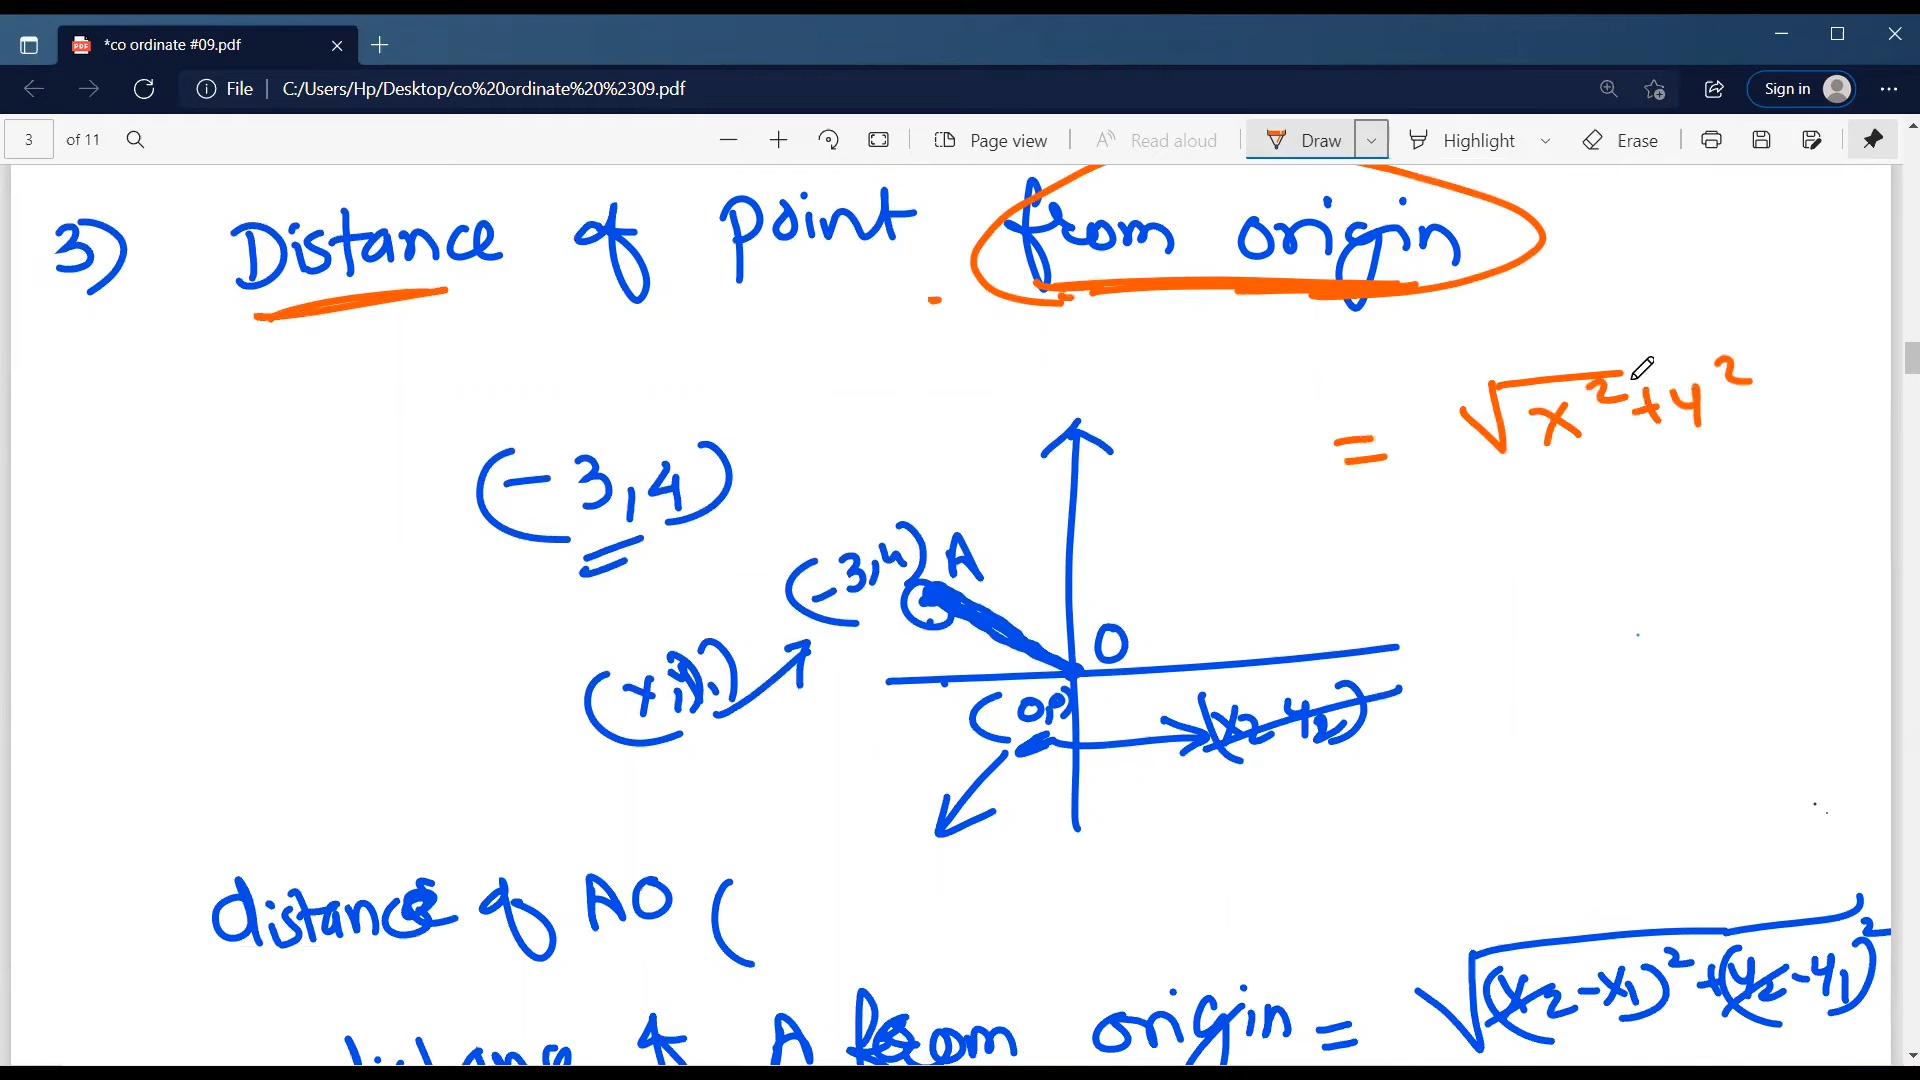 *co ordinate #09.pdf
File | C:/Users/Hp/Desktop/co%20ordinate%20%2309.pdf
Sign in
3 of 11
Page view
Read aloud
Draw
Highlight
Erase
3) Distance of point from origin
= √x²+y²
(-3,4)
(-3,4) A
O
(x₁,y₁)
(0,0)
(x₂ y₂)
distance of AO (
√(x₂-x₁)²+(y₂-y₁)²
distance of A from origin =